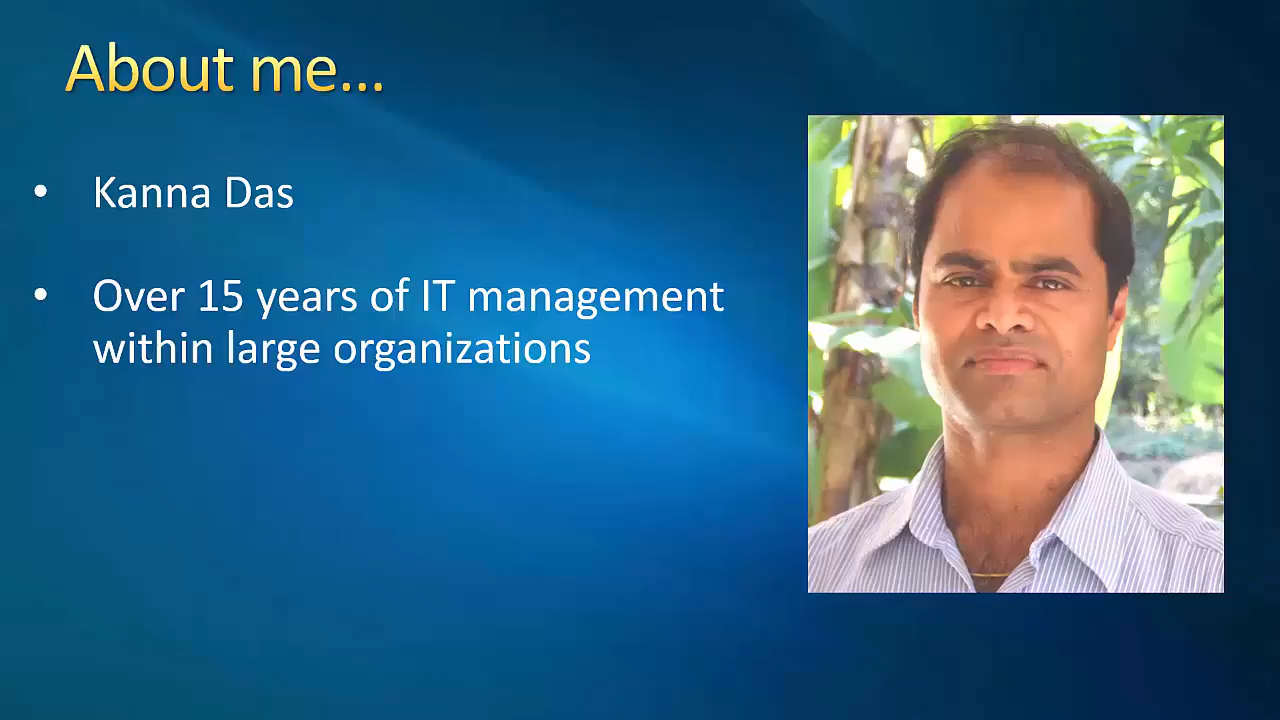 About me...
• Kanna Das
• Over 15 years of IT management
within large organizations